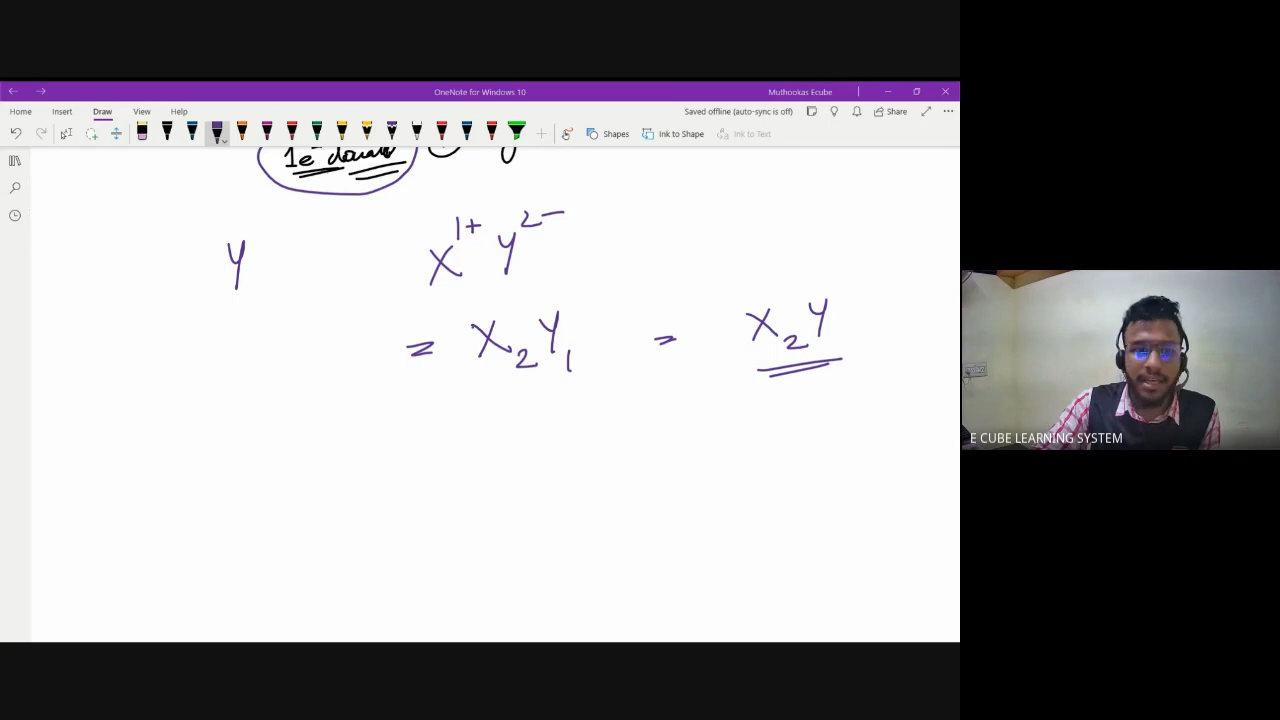 OneNote for Windows 10
Muthookas Ecube
Home Insert Draw View Help
Saved offline (auto-sync is off)
Share
Shapes
Ink to Shape
Ink to Text
1e⁻
Y X¹⁺ Y²⁻
= X₂Y₁ = X₂Y
E CUBE LEARNING SYSTEM